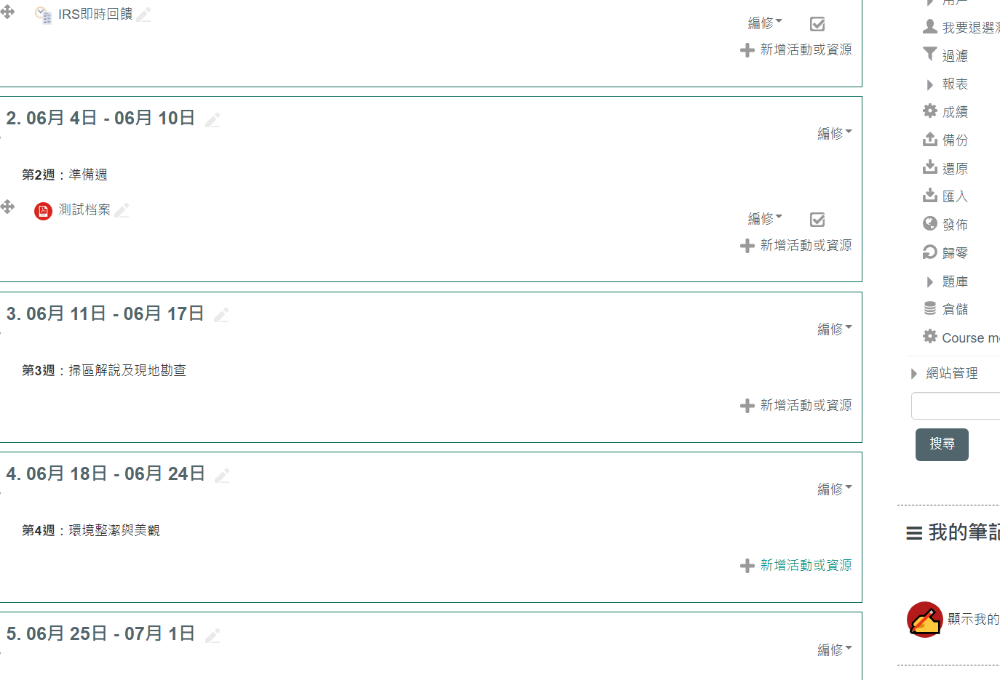 IRS即時回饋
編修
新增活動或資源
2. 06月 4日 - 06月 10日
編修
第2週：準備週
測試档案
編修
新增活動或資源
3. 06月 11日 - 06月 17日
編修
第3週：掃區解說及現地勘查
新增活動或資源
4. 06月 18日 - 06月 24日
編修
第4週：環境整潔與美觀
新增活動或資源
5. 06月 25日 - 07月 1日
編修
我要退選
過濾
報表
成績
備份
還原
匯入
發佈
歸零
題庫
倉儲
Course
網站管理
搜尋
我的筆記
顯示我的